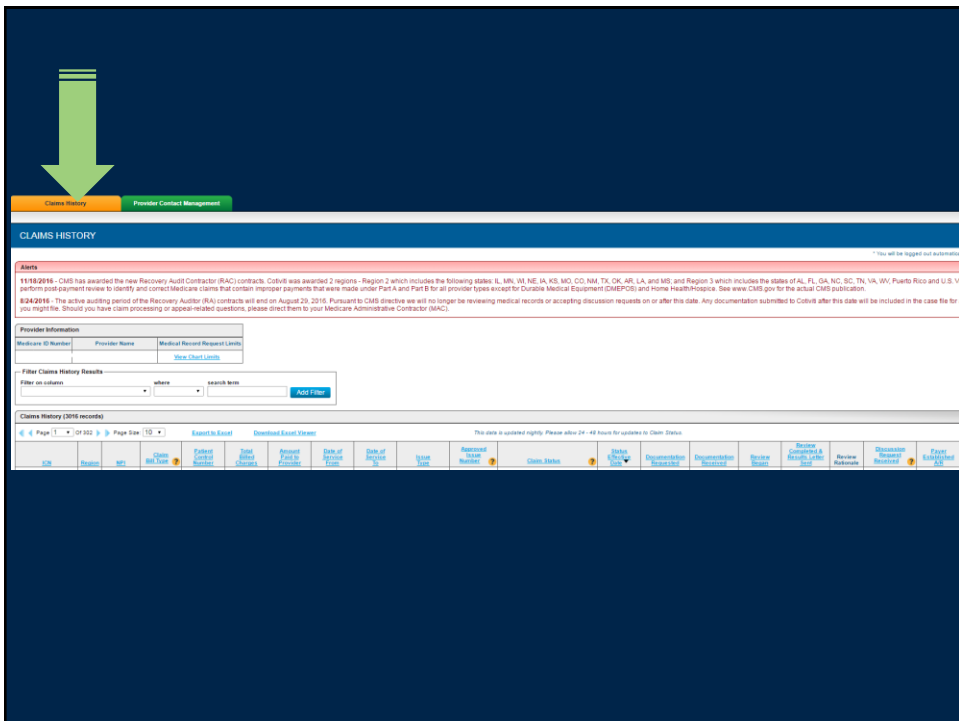 Claims History
Provider Contact Management
CLAIMS HISTORY
* You will be logged out automatica
Alerts
11/18/2016 - CMS has awarded the new Recovery Audit Contractor (RAC) contracts. Cotiviti was awarded 2 regions - Region 2 which includes the following states: IL, MN, WI, NE, IA, KS, MO, CO, NM, TX, OK, AR, LA, and MS; and Region 3 which includes the states of AL, FL, GA, NC, SC, TN, VA, WV, Puerto Rico and U.S. V
perform post-payment review to identify and correct Medicare claims that contain improper payments that were made under Part A and Part B for all provider types except for Durable Medical Equipment (DMEPOS) and Home Health/Hospice. See www.CMS.gov for the actual CMS publication.
8/24/2016 - The active auditing period of the Recovery Auditor (RA) contracts will end on August 29, 2016. Pursuant to CMS directive we will no longer be reviewing medical records or accepting discussion requests on or after this date. Any documentation submitted to Cotiviti after this date will be included in the case file for
you might file. Should you have claim processing or appeal-related questions, please direct them to your Medicare Administrative Contractor (MAC).
Provider Information
Medicare ID Number Provider Name Medical Record Request Limits
View Chart Limits
Filter Claims History Results
Filter on column where search term
Add Filter
Claims History (3016 records)
Page 1 Of 302 Page Size 10 Export to Excel Download Excel Viewer This data is updated nightly. Please allow 24 - 48 hours for updates to Claim Status.
ICN Region NPI Claim Bill Type ? Patient Control Number Total Billed Charges Amount Paid to Provider Date of Service From Date of Service To Issue Type Approved Issue Number ? Claim Status ? Status Effective Date Documentation Requested Documentation Received Review Began Review Completed & Results Letter Sent Review Rationale Discussion Request Received ? Payer Established A/R